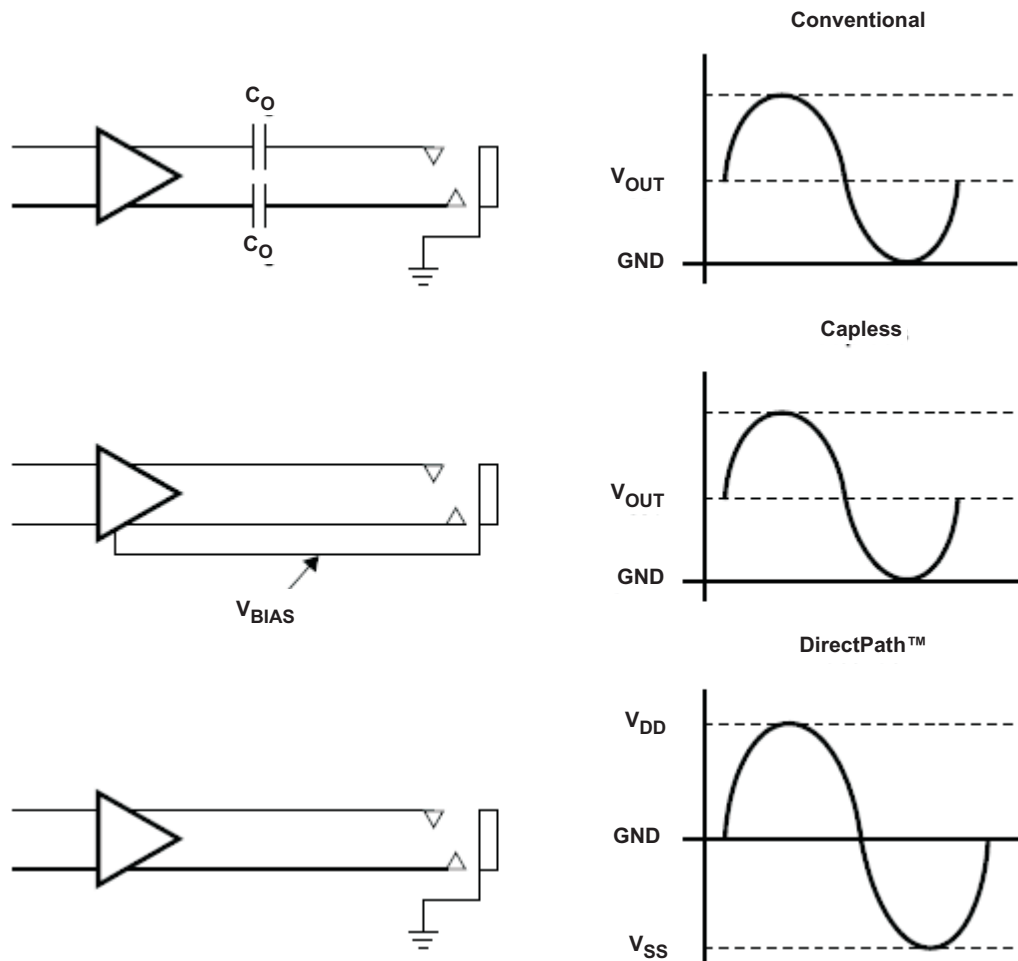 Conventional
C_O
C_O
V_OUT
GND
Capless
V_OUT
GND
V_BIAS
DirectPath™
V_DD
GND
V_SS